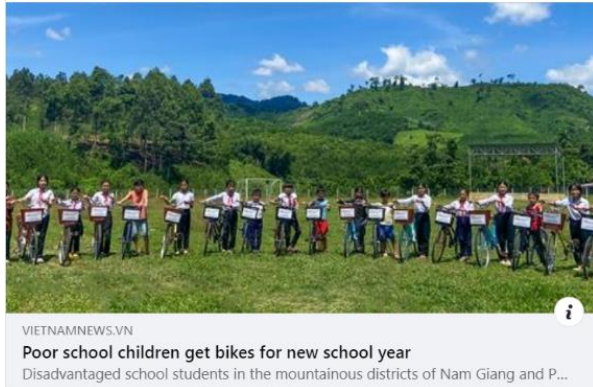 VIETNAMNEWS.VN
Poor school children get bikes for new school year
Disadvantaged school students in the mountainous districts of Nam Giang and P...